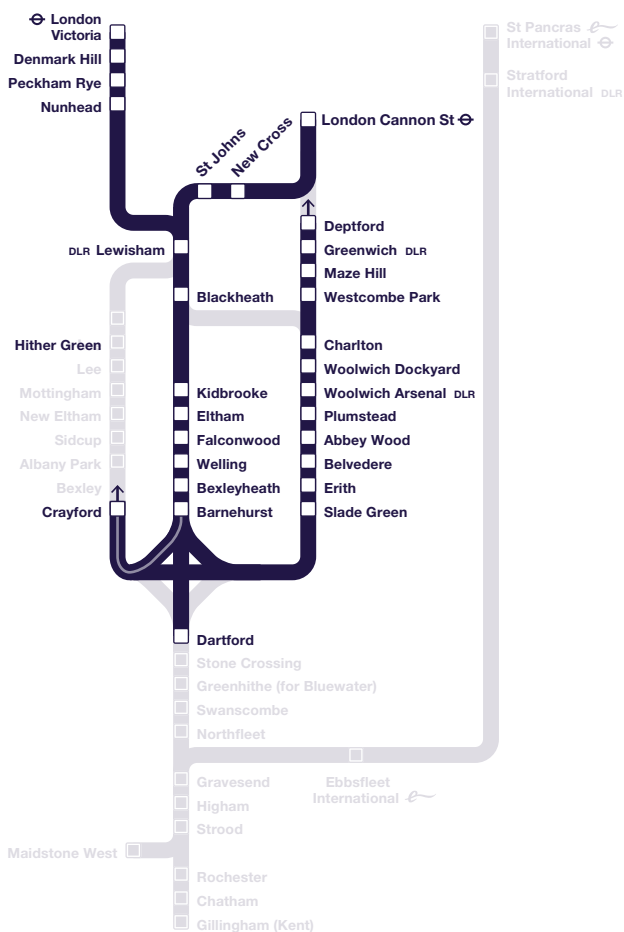 London
Victoria
Denmark Hill
Peckham Rye
Nunhead
St Johns
New Cross
London Cannon St
St Pancras
International
Stratford
International DLR
DLR Lewisham
Blackheath
Deptford
Greenwich DLR
Maze Hill
Westcombe Park
Hither Green
Lee
Mottingham
New Eltham
Sidcup
Albany Park
Bexley
Crayford
Kidbrooke
Eltham
Falconwood
Welling
Bexleyheath
Barnehurst
Charlton
Woolwich Dockyard
Woolwich Arsenal DLR
Plumstead
Abbey Wood
Belvedere
Erith
Slade Green
Dartford
Stone Crossing
Greenhithe (for Bluewater)
Swanscombe
Northfleet
Ebbsfleet
International
Gravesend
Higham
Strood
Maidstone West
Rochester
Chatham
Gillingham (Kent)